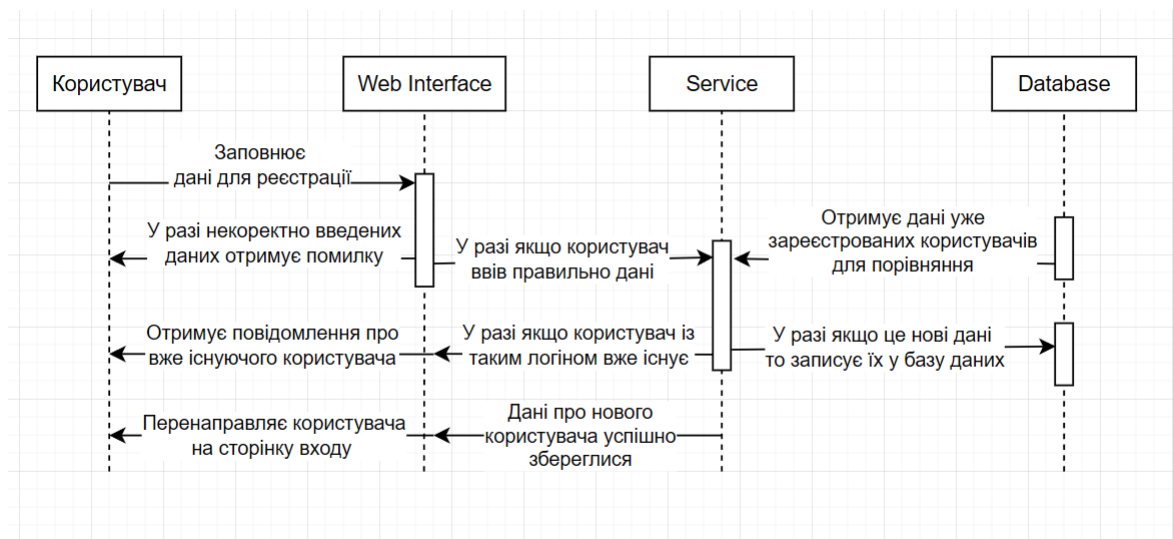 Користувач
Web Interface
Service
Database
Заповнює
дані для реєстрації
У разі некоректно введених
даних отримує помилку
У разі якщо користувач
ввів правильно дані
Отримує дані уже
зареєстрованих користувачів
для порівняння
Отримує повідомлення про
вже існуючого користувача
У разі якщо користувач із
таким логіном вже існує
У разі якщо це нові дані
то записує їх у базу даних
Перенаправляє користувача
на сторінку входу
Дані про нового
користувача успішно
збереглися